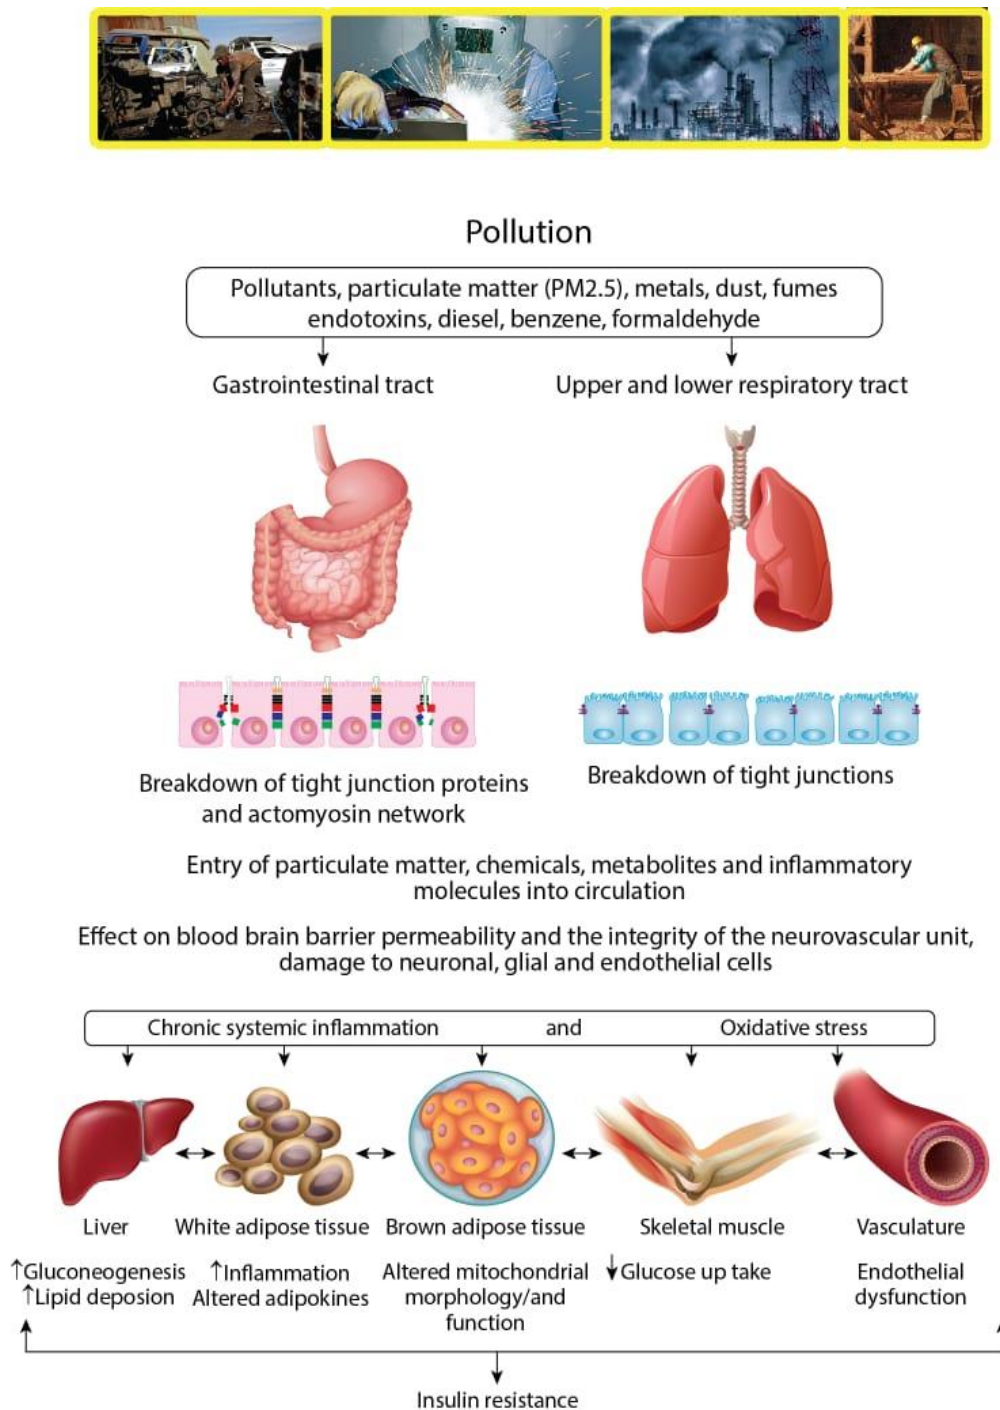 Pollution
Pollutants, particulate matter (PM2.5), metals, dust, fumes
endotoxins, diesel, benzene, formaldehyde
Gastrointestinal tract
Upper and lower respiratory tract
Breakdown of tight junction proteins
and actomyosin network
Breakdown of tight junctions
Entry of particulate matter, chemicals, metabolites and inflammatory
molecules into circulation
Effect on blood brain barrier permeability and the integrity of the neurovascular unit,
damage to neuronal, glial and endothelial cells
Chronic systemic inflammation and Oxidative stress
Liver
↑Gluconeogenesis
↑Lipid deposion
White adipose tissue
↑Inflammation
Altered adipokines
Brown adipose tissue
Altered mitochondrial
morphology/and
function
Skeletal muscle
↓Glucose up take
Vasculature
Endothelial
dysfunction
Insulin resistance